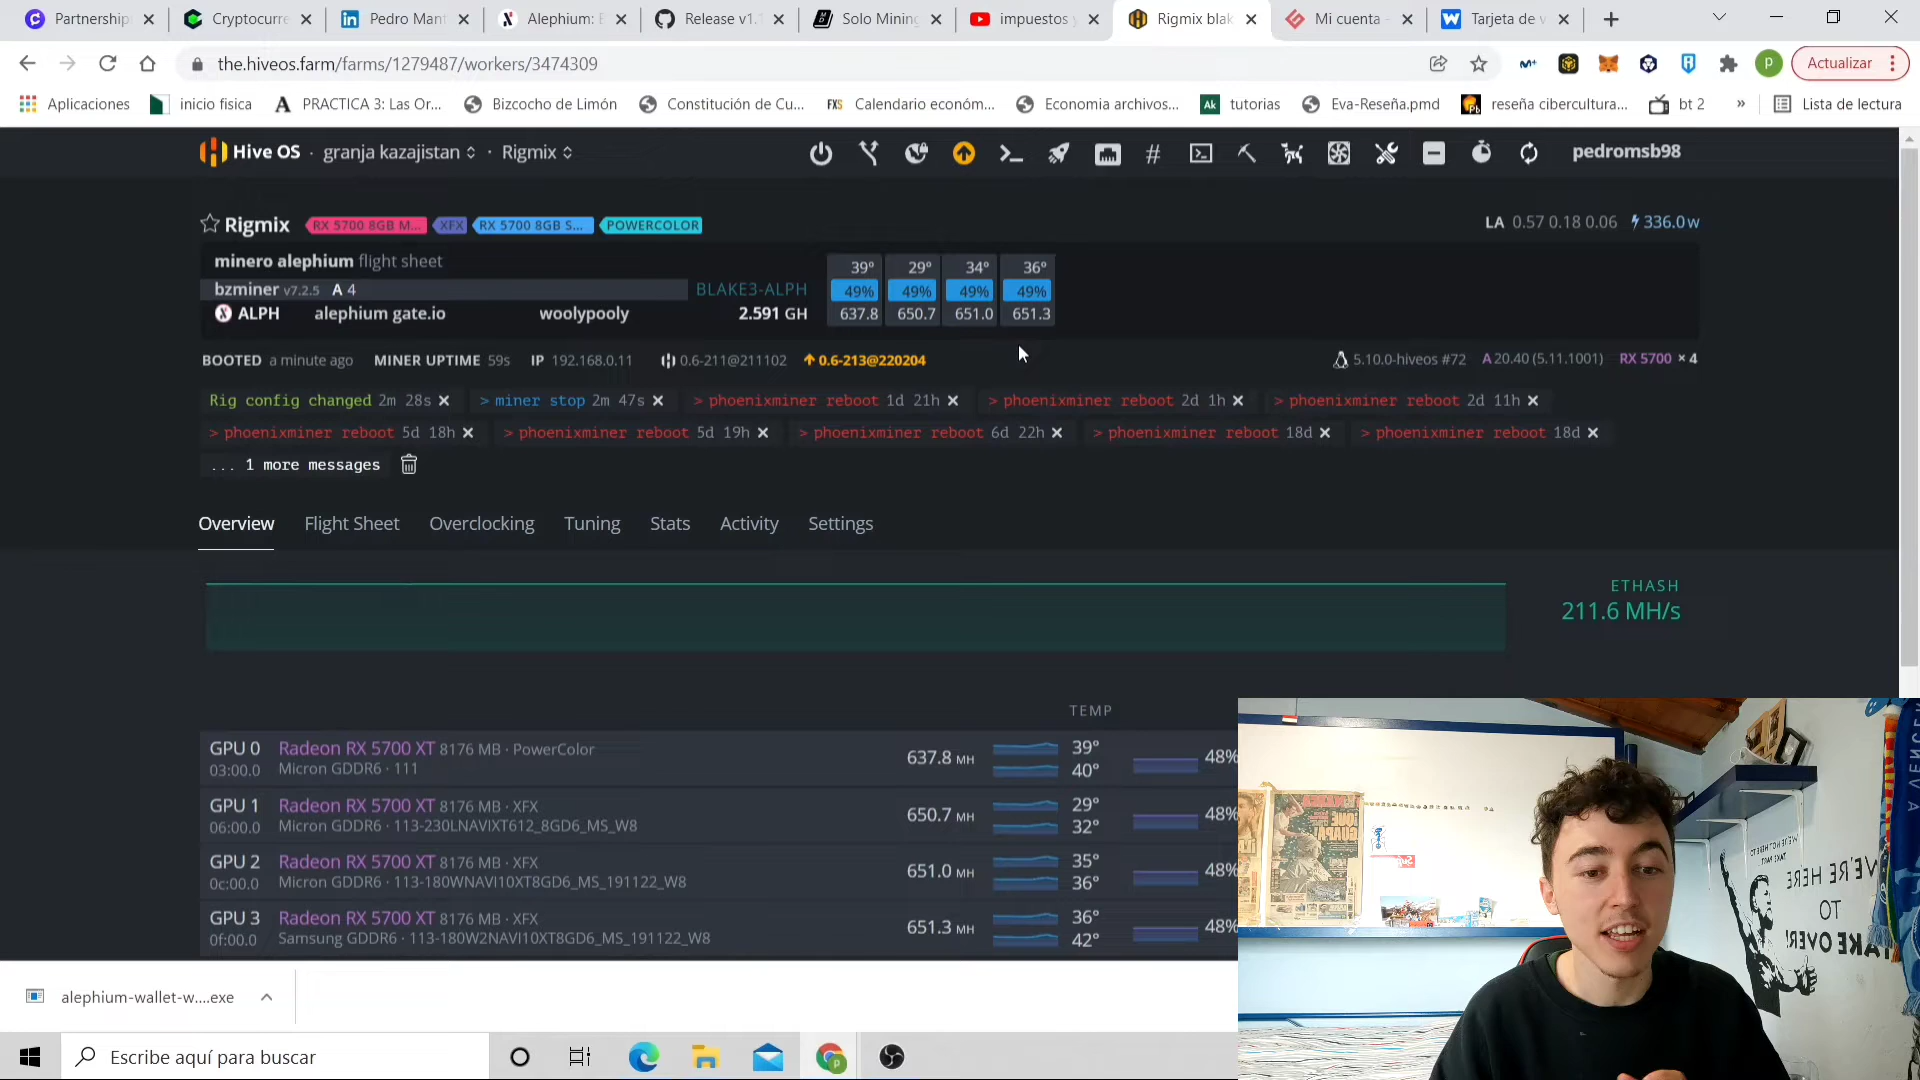 Partnership
Cryptocurre
Pedro Mant
Alephium: E
Release v1.1
Solo Mining
impuestos y
Rigmix blak
Mi cuenta -
Tarjeta de v
the.hiveos.farm/farms/1279487/workers/3474309
Actualizar
Aplicaciones
inicio fisica
PRACTICA 3: Las Or...
Bizcocho de Limón
Constitución de Cu...
FXS Calendario económ...
Economia archivos...
Ak tutorias
Eva-Reseña.pmd
reseña cibercultura...
bt 2
»
Lista de lectura
Hive OS · granja kazajistan · Rigmix
pedromsb98
Rigmix RX 5700 8GB M... XFX RX 5700 8GB S... POWERCOLOR
LA 0.57 0.18 0.06 336.0 w
minero alephium flight sheet
39° 29° 34° 36°
bzminer v7.2.5 A 4 BLAKE3-ALPH 49% 49% 49% 49%
ALPH alephium gate.io woolypooly 2.591 GH 637.8 650.7 651.0 651.3
BOOTED a minute ago MINER UPTIME 59s IP 192.168.0.11 0.6-211@211102 0.6-213@220204
5.10.0-hiveos #72 A 20.40 (5.11.1001) RX 5700 × 4
Rig config changed 2m 28s > miner stop 2m 47s > phoenixminer reboot 1d 21h > phoenixminer reboot 2d 1h > phoenixminer reboot 2d 11h
> phoenixminer reboot 5d 18h > phoenixminer reboot 5d 19h > phoenixminer reboot 6d 22h > phoenixminer reboot 18d > phoenixminer reboot 18d
... 1 more messages
Overview Flight Sheet Overclocking Tuning Stats Activity Settings
ETHASH
211.6 MH/s
TEMP
GPU 0 Radeon RX 5700 XT 8176 MB · PowerColor 637.8 MH 39° 48%
03:00.0 Micron GDDR6 · 111 40°
GPU 1 Radeon RX 5700 XT 8176 MB · XFX 650.7 MH 29° 48%
06:00.0 Micron GDDR6 · 113-230LNAVIXT612_8GD6_MS_W8 32°
GPU 2 Radeon RX 5700 XT 8176 MB · XFX 651.0 MH 35° 48%
0c:00.0 Micron GDDR6 · 113-180WNAVI10XT8GD6_MS_191122_W8 36°
GPU 3 Radeon RX 5700 XT 8176 MB · XFX 651.3 MH 36° 48%
0f:00.0 Samsung GDDR6 · 113-180W2NAVI10XT8GD6_MS_191122_W8 42°
WE'RE HERE
TO
TAKE OVER!
alephium-wallet-w....exe
Escribe aquí para buscar